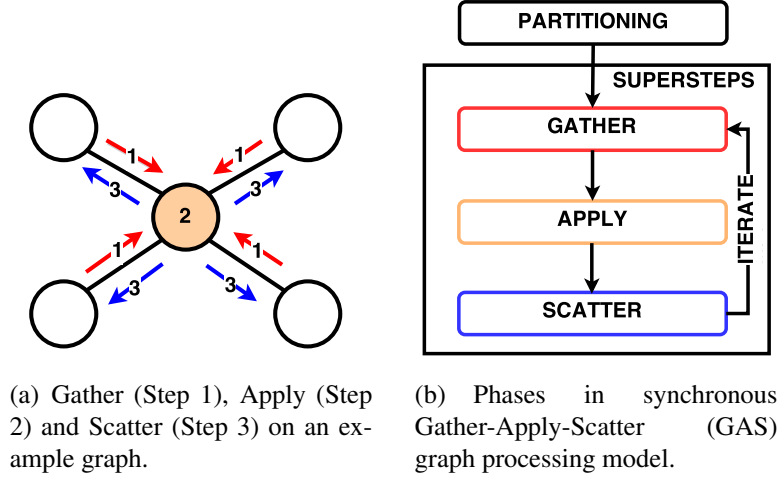 1
1
3
3
2
1
1
3
3
(a) Gather (Step 1), Apply (Step
2) and Scatter (Step 3) on an ex-
ample graph.
PARTITIONING
SUPERSTEPS
GATHER
APPLY
SCATTER
ITERATE
(b) Phases in synchronous
Gather-Apply-Scatter (GAS)
graph processing model.